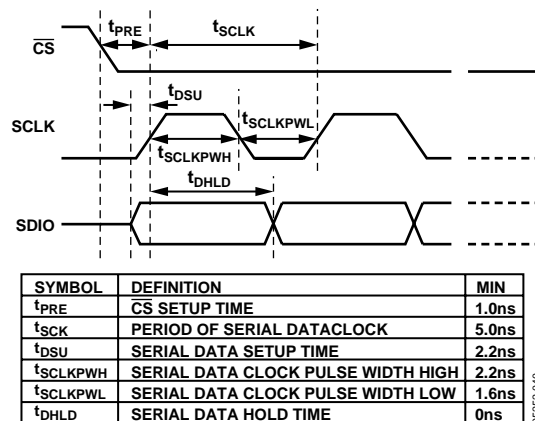 tPRE tSCLK
CS
tDSU
SCLK
tSCLKPWL
tSCLKPWH
tDHLD
SDIO
SYMBOL DEFINITION MIN
tPRE CS SETUP TIME 1.0ns
tSCK PERIOD OF SERIAL DATACLOCK 5.0ns
tDSU SERIAL DATA SETUP TIME 2.2ns
tSCLKPWH SERIAL DATA CLOCK PULSE WIDTH HIGH 2.2ns
tSCLKPWL SERIAL DATA CLOCK PULSE WIDTH LOW 1.6ns
tDHLD SERIAL DATA HOLD TIME 0ns